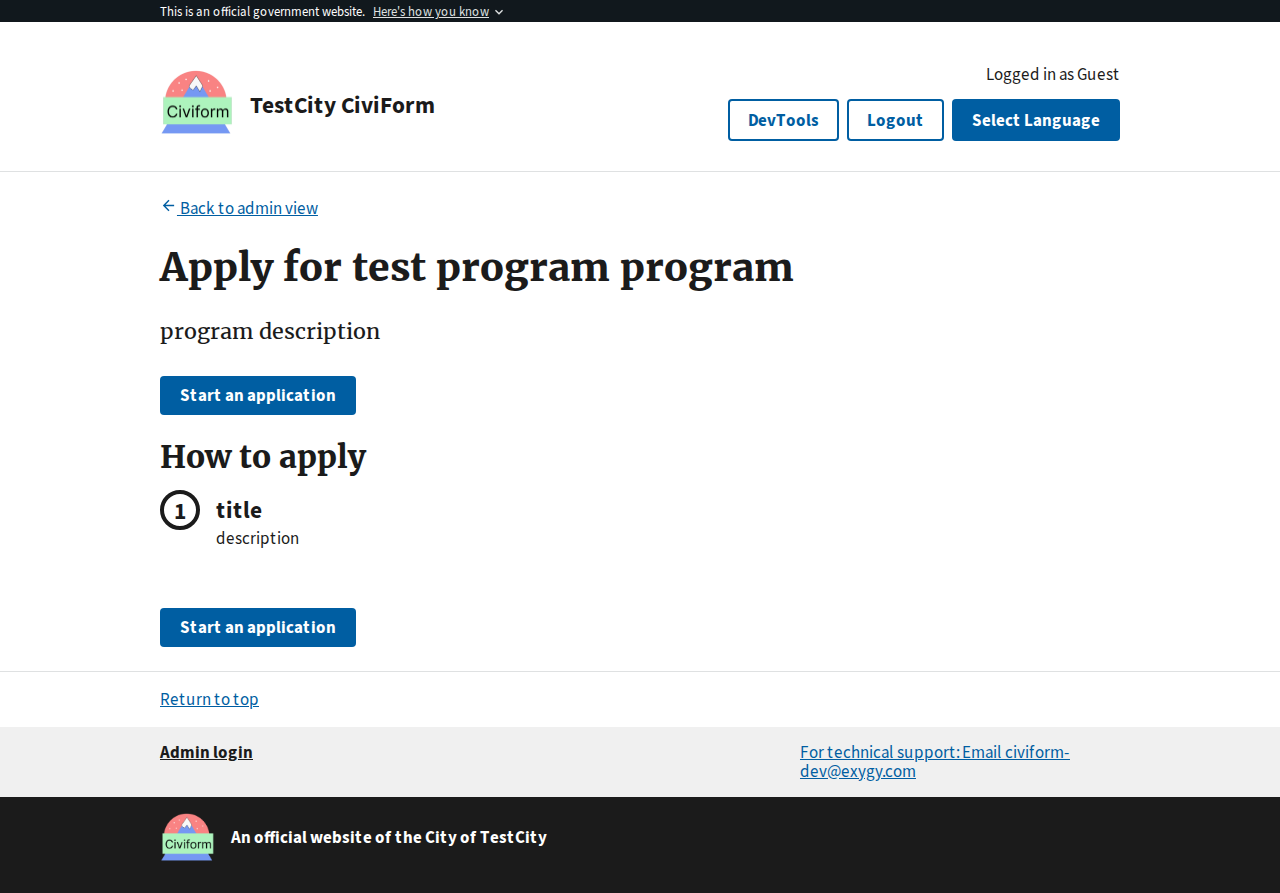 This is an official government website. Here's how you know
Civiform
TestCity CiviForm
Logged in as Guest
DevTools
Logout
Select Language
Back to admin view
Apply for test program program
program description
Start an application
How to apply
1
title
description
Start an application
Return to top
Admin login
For technical support: Email civiform-
dev@exygy.com
Civiform
An official website of the City of TestCity